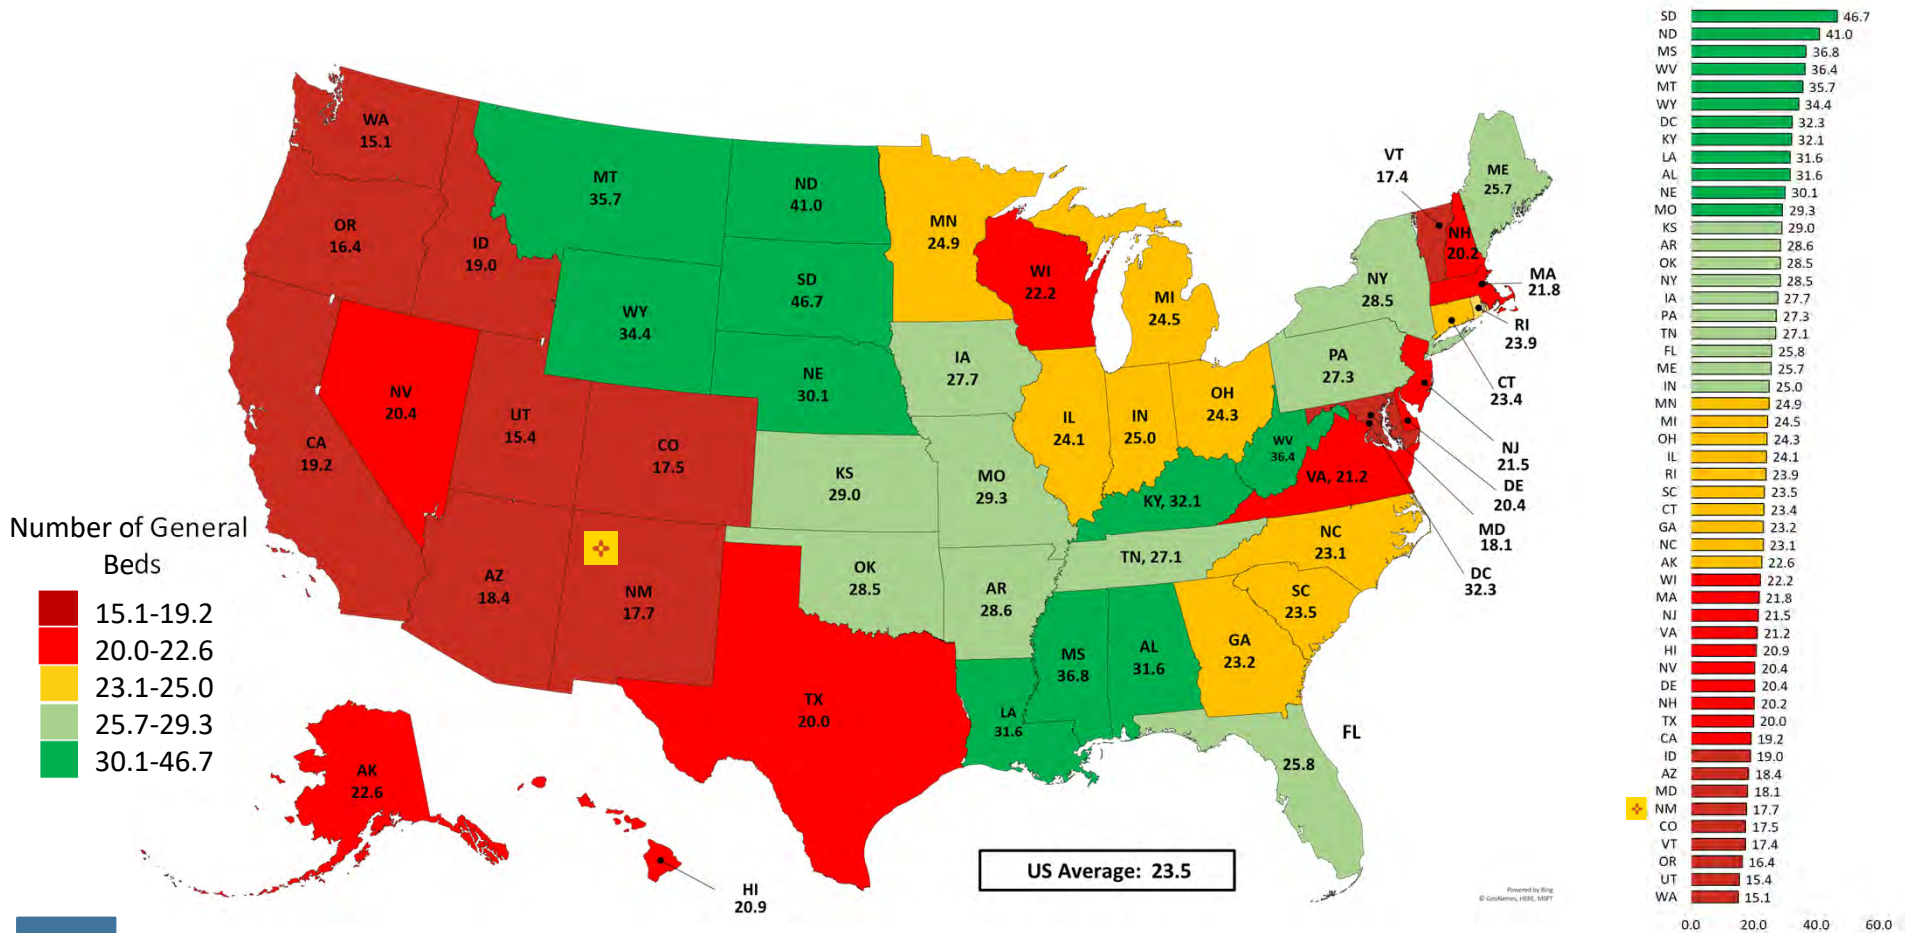 WA
15.1
OR
16.4
ID
19.0
MT
35.7
ND
41.0
MN
24.9
WI
22.2
MI
24.5
VT
17.4
ME
25.7
NH
20.2
NY
28.5
MA
21.8
RI
23.9
CT
23.4
NJ
21.5
DE
20.4
MD
18.1
DC
32.3
SD
46.7
WY
34.4
NE
30.1
IA
27.7
PA
27.3
OH
24.3
IN
25.0
IL
24.1
NV
20.4
UT
15.4
CO
17.5
CA
19.2
KS
29.0
MO
29.3
WV
36.4
VA, 21.2
KY, 32.1
NC
23.1
TN, 27.1
SC
23.5
AZ
18.4
NM
17.7
OK
28.5
AR
28.6
GA
23.2
AL
31.6
MS
36.8
LA
31.6
TX
20.0
FL
25.8
AK
22.6
HI
20.9
Number of General
Beds
15.1-19.2
20.0-22.6
23.1-25.0
25.7-29.3
30.1-46.7
US Average: 23.5
Powered by Bing
© GeoNames, HERE, MSFT
SD 46.7
ND 41.0
MS 36.8
WV 36.4
MT 35.7
WY 34.4
DC 32.3
KY 32.1
LA 31.6
AL 31.6
NE 30.1
MO 29.3
KS 29.0
AR 28.6
OK 28.5
NY 28.5
IA 27.7
PA 27.3
TN 27.1
FL 25.8
ME 25.7
IN 25.0
MN 24.9
MI 24.5
OH 24.3
IL 24.1
RI 23.9
SC 23.5
CT 23.4
GA 23.2
NC 23.1
AK 22.6
WI 22.2
MA 21.8
NJ 21.5
VA 21.2
HI 20.9
NV 20.4
DE 20.4
NH 20.2
TX 20.0
CA 19.2
ID 19.0
AZ 18.4
MD 18.1
NM 17.7
CO 17.5
VT 17.4
OR 16.4
UT 15.4
WA 15.1
0.0 20.0 40.0 60.0